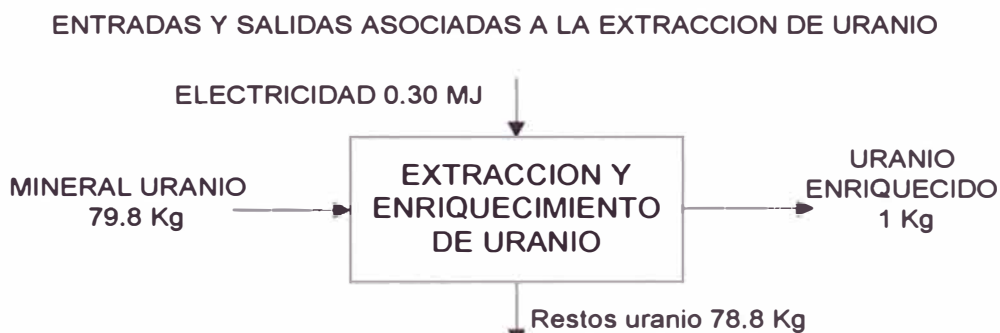 ENTRADAS Y SALIDAS ASOCIADAS A LA EXTRACCION DE URANIO
ELECTRICIDAD 0.30 MJ
MINERAL URANIO
79.8 Kg
EXTRACCION Y
ENRIQUECIMIENTO
DE URANIO
URANIO
ENRIQUECIDO
1 Kg
Restos uranio 78.8 Kg